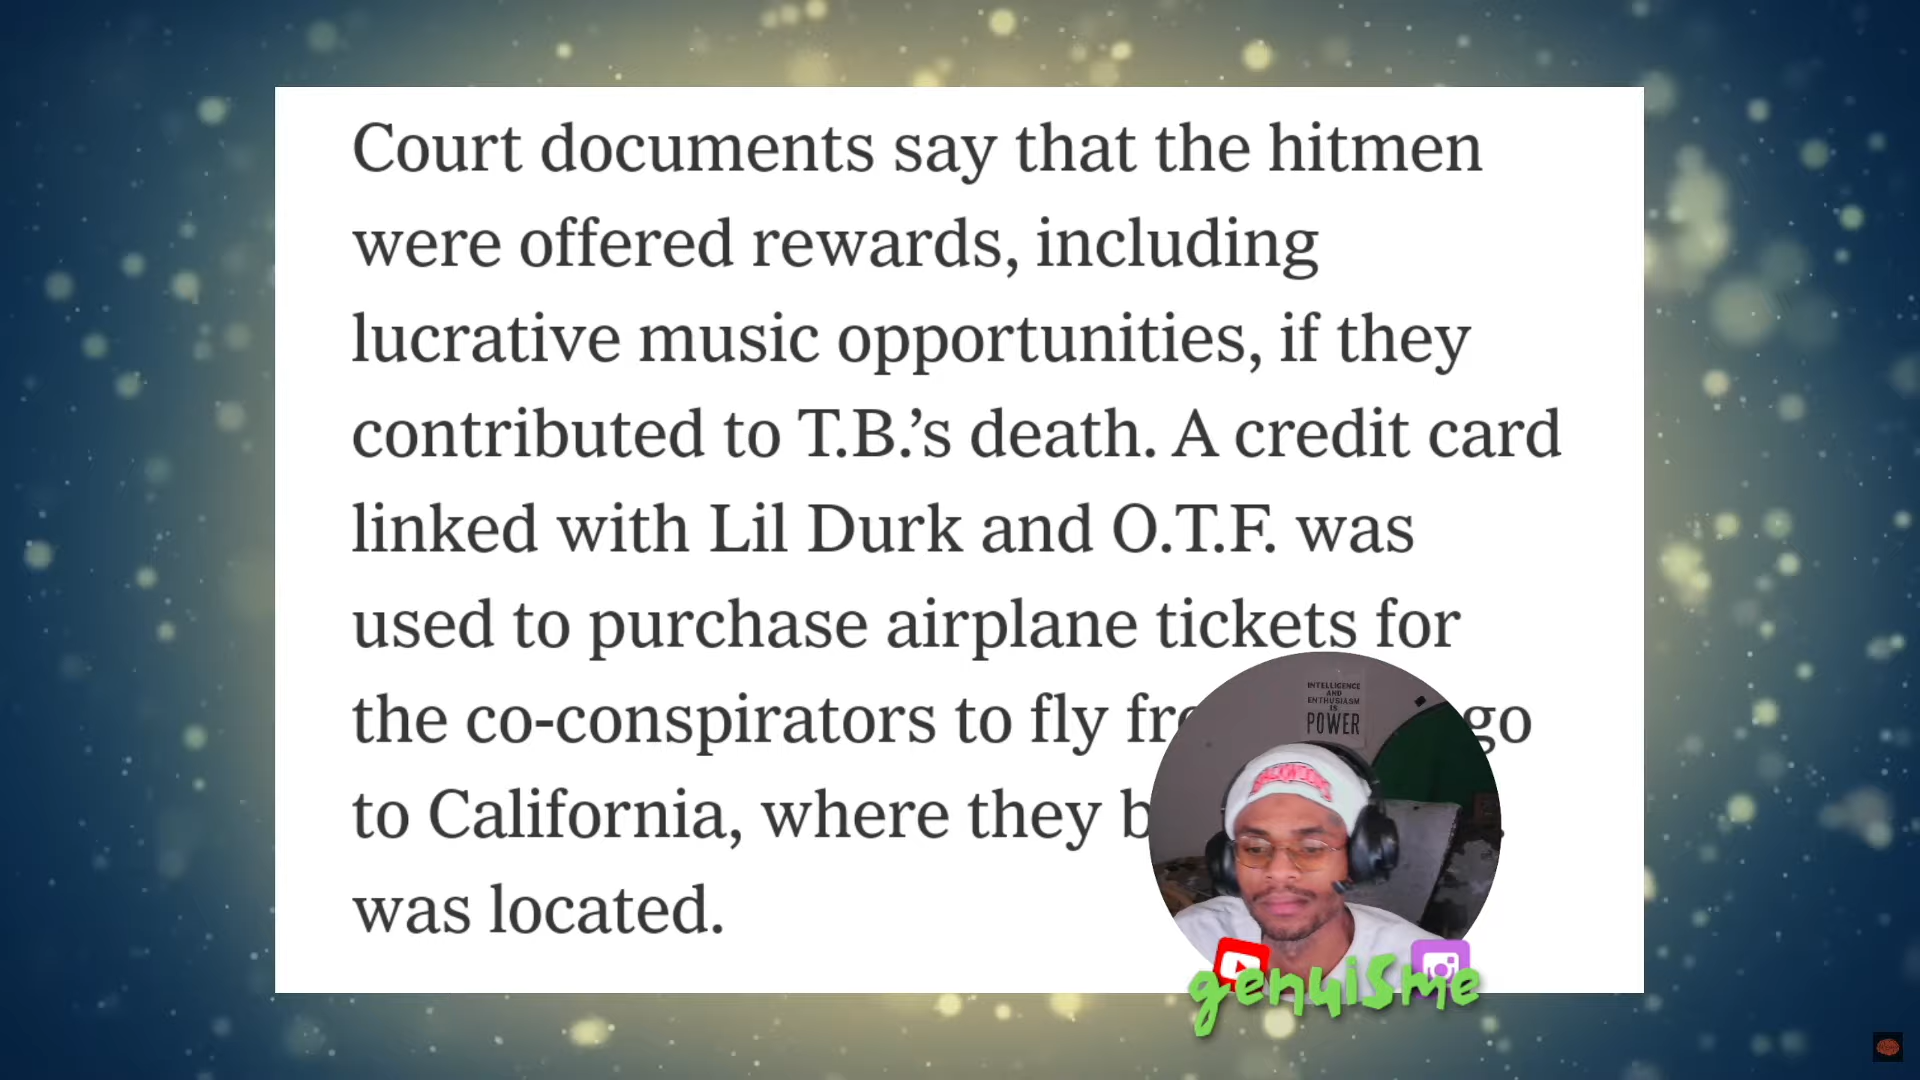 Court documents say that the hitmen
were offered rewards, including
lucrative music opportunities, if they
contributed to T.B.’s death. A credit card
linked with Lil Durk and O.T.F. was
used to purchase airplane tickets for
the co-conspirators to fly
to California, where they
was located.
INTELLIGENCE
AND
ENTHUSIASM
IS
POWER
genuisme